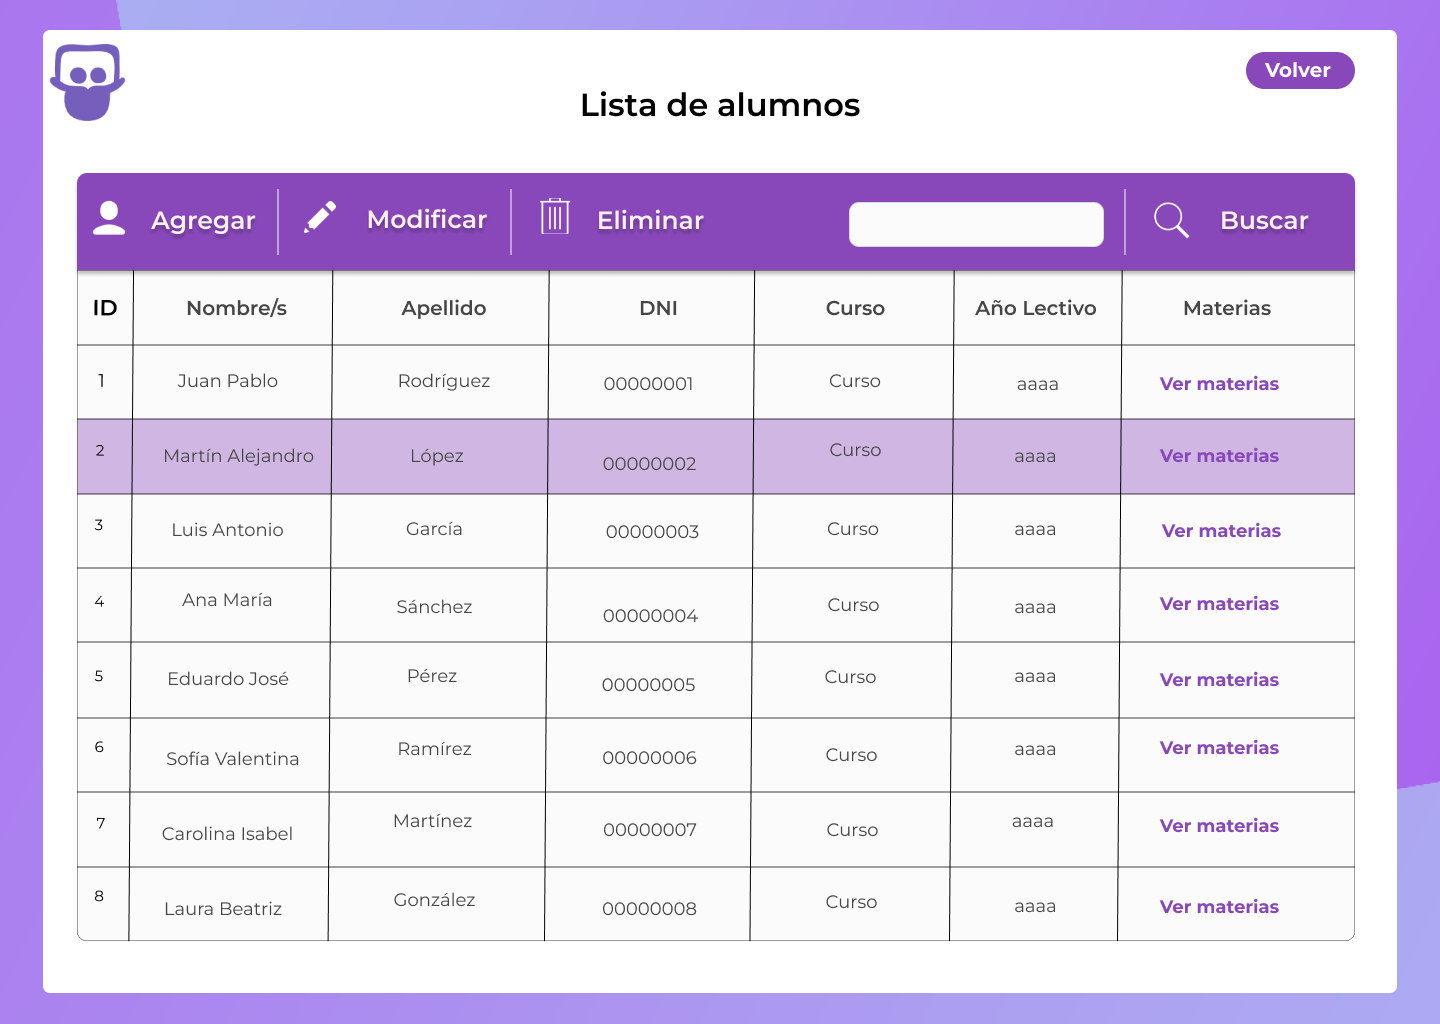 Volver
Lista de alumnos
Agregar Modificar Eliminar Buscar
ID Nombre/s Apellido DNI Curso Año Lectivo Materias
1 Juan Pablo Rodríguez 00000001 Curso aaaa Ver materias
2 Martín Alejandro López 00000002 Curso aaaa Ver materias
3 Luis Antonio García 00000003 Curso aaaa Ver materias
4 Ana María Sánchez 00000004 Curso aaaa Ver materias
5 Eduardo José Pérez 00000005 Curso aaaa Ver materias
6 Sofía Valentina Ramírez 00000006 Curso aaaa Ver materias
7 Carolina Isabel Martínez 00000007 Curso aaaa Ver materias
8 Laura Beatriz González 00000008 Curso aaaa Ver materias